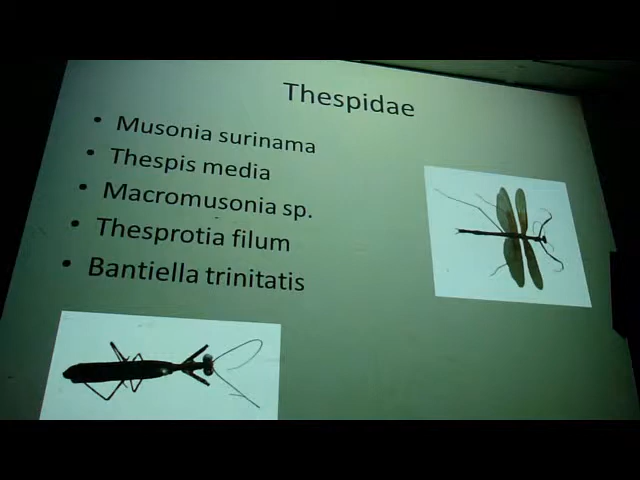 Thespidae
• Musonia surinama
• Thespis media
• Macromusonia sp.
• Thesprotia filum
• Bantiella trinitatis